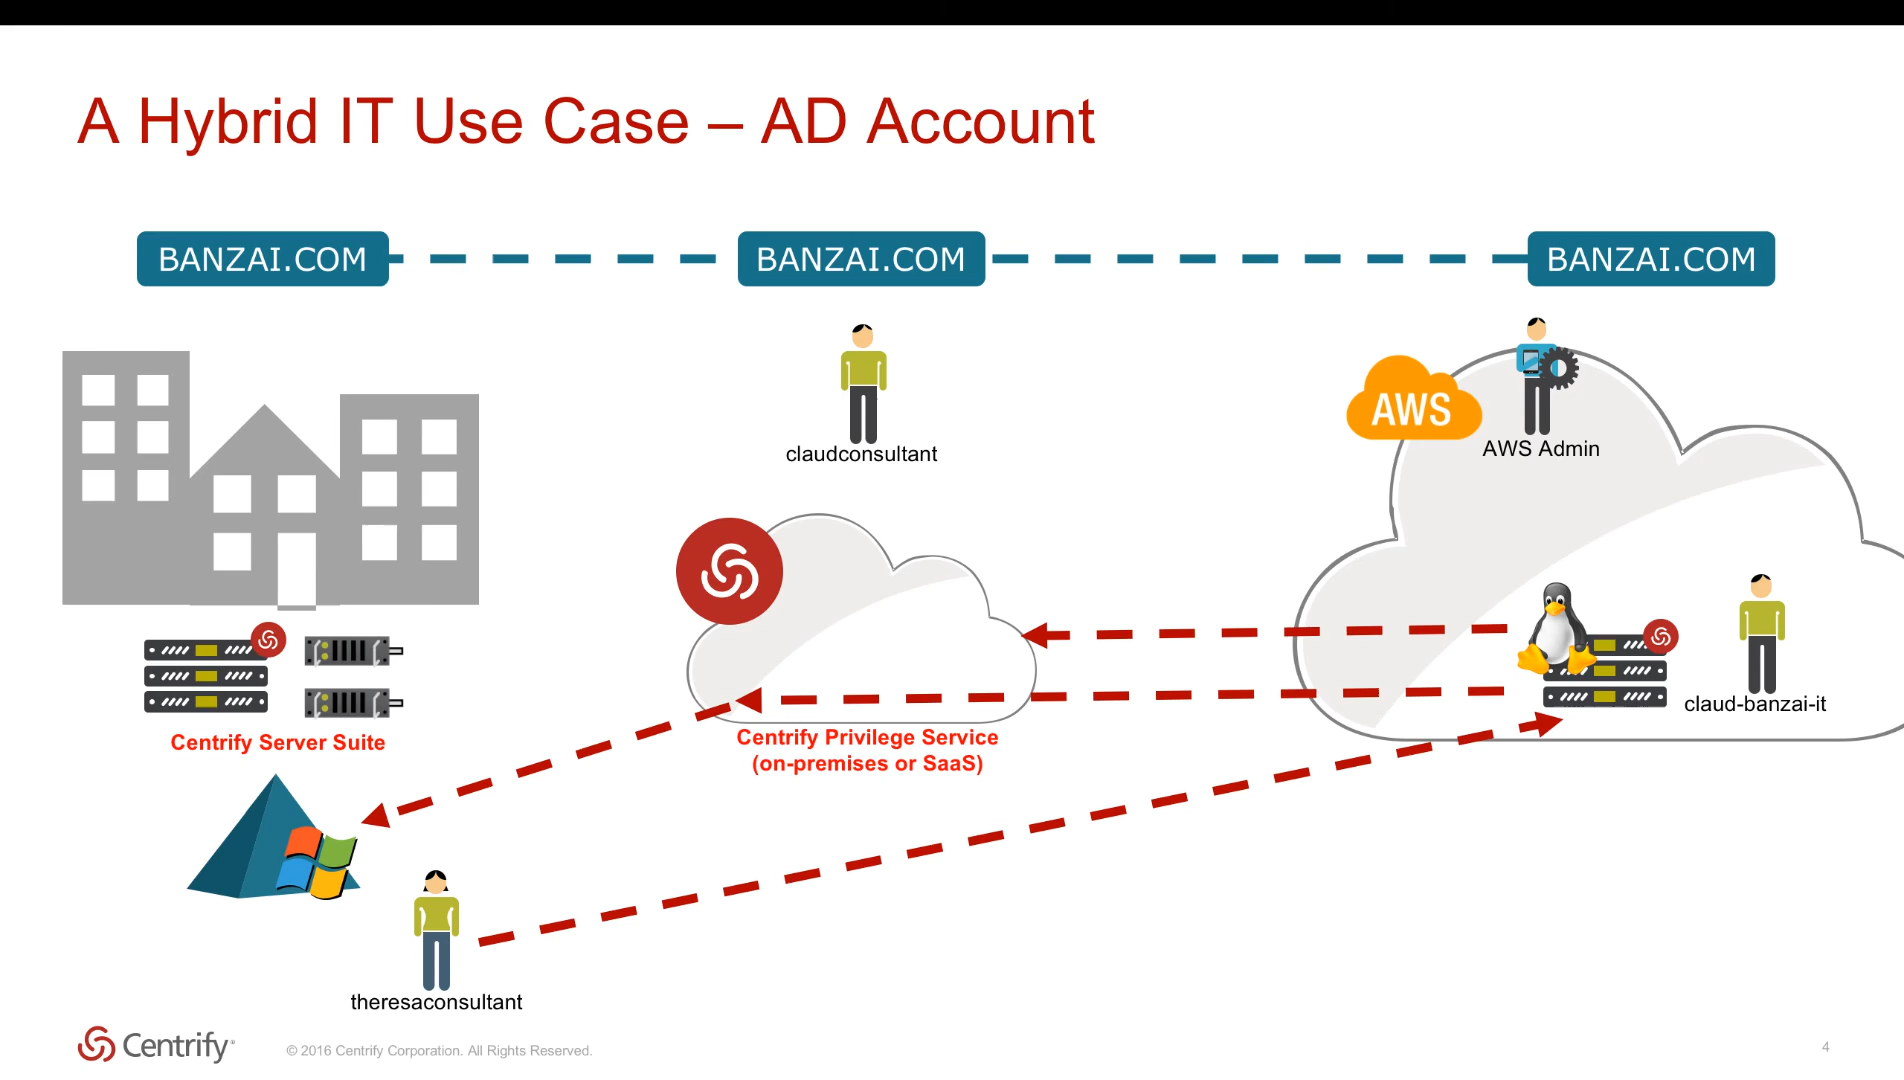 A Hybrid IT Use Case – AD Account
BANZAI.COM
BANZAI.COM
BANZAI.COM
claudconsultant
AWS
AWS Admin
claud-banzai-it
Centrify Server Suite
Centrify Privilege Service
(on-premises or SaaS)
theresaconsultant
Centrify
© 2016 Centrify Corporation. All Rights Reserved.
4